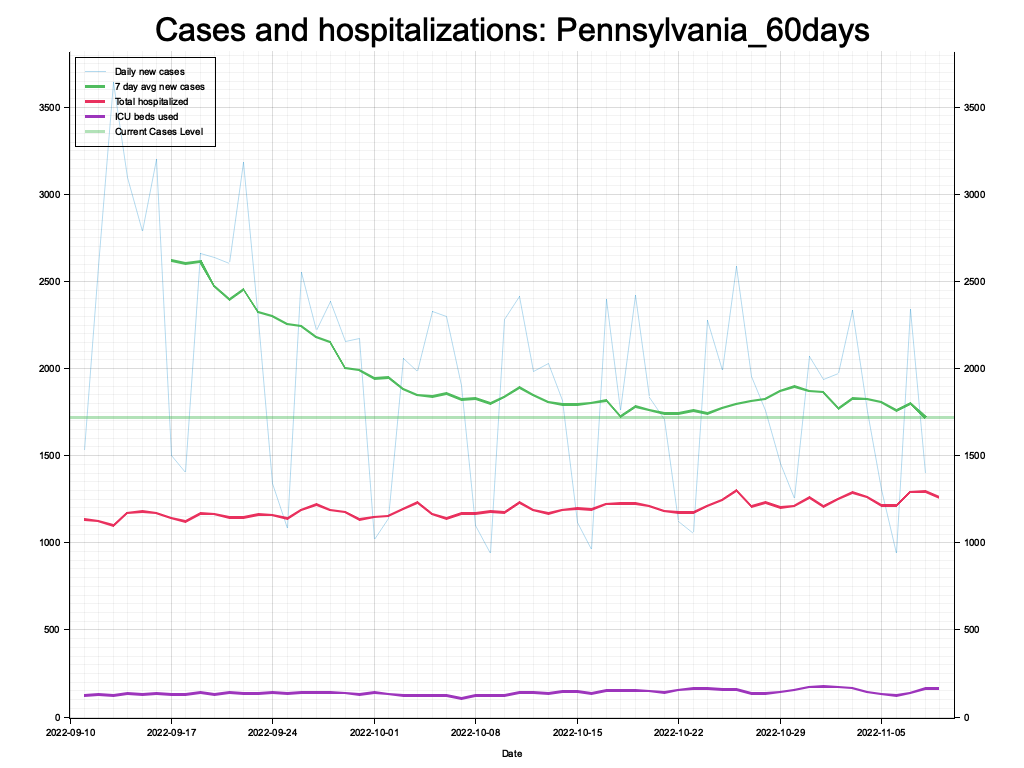 Cases and hospitalizations: Pennsylvania_60days
Daily new cases
7 day avg new cases
Total hospitalized
ICU beds used
Current Cases Level
3500 3500
3000 3000
2500 2500
2000 2000
1500 1500
1000 1000
500 500
0 0
2022-09-10 2022-09-17 2022-09-24 2022-10-01 2022-10-08 2022-10-15 2022-10-22 2022-10-29 2022-11-05
Date